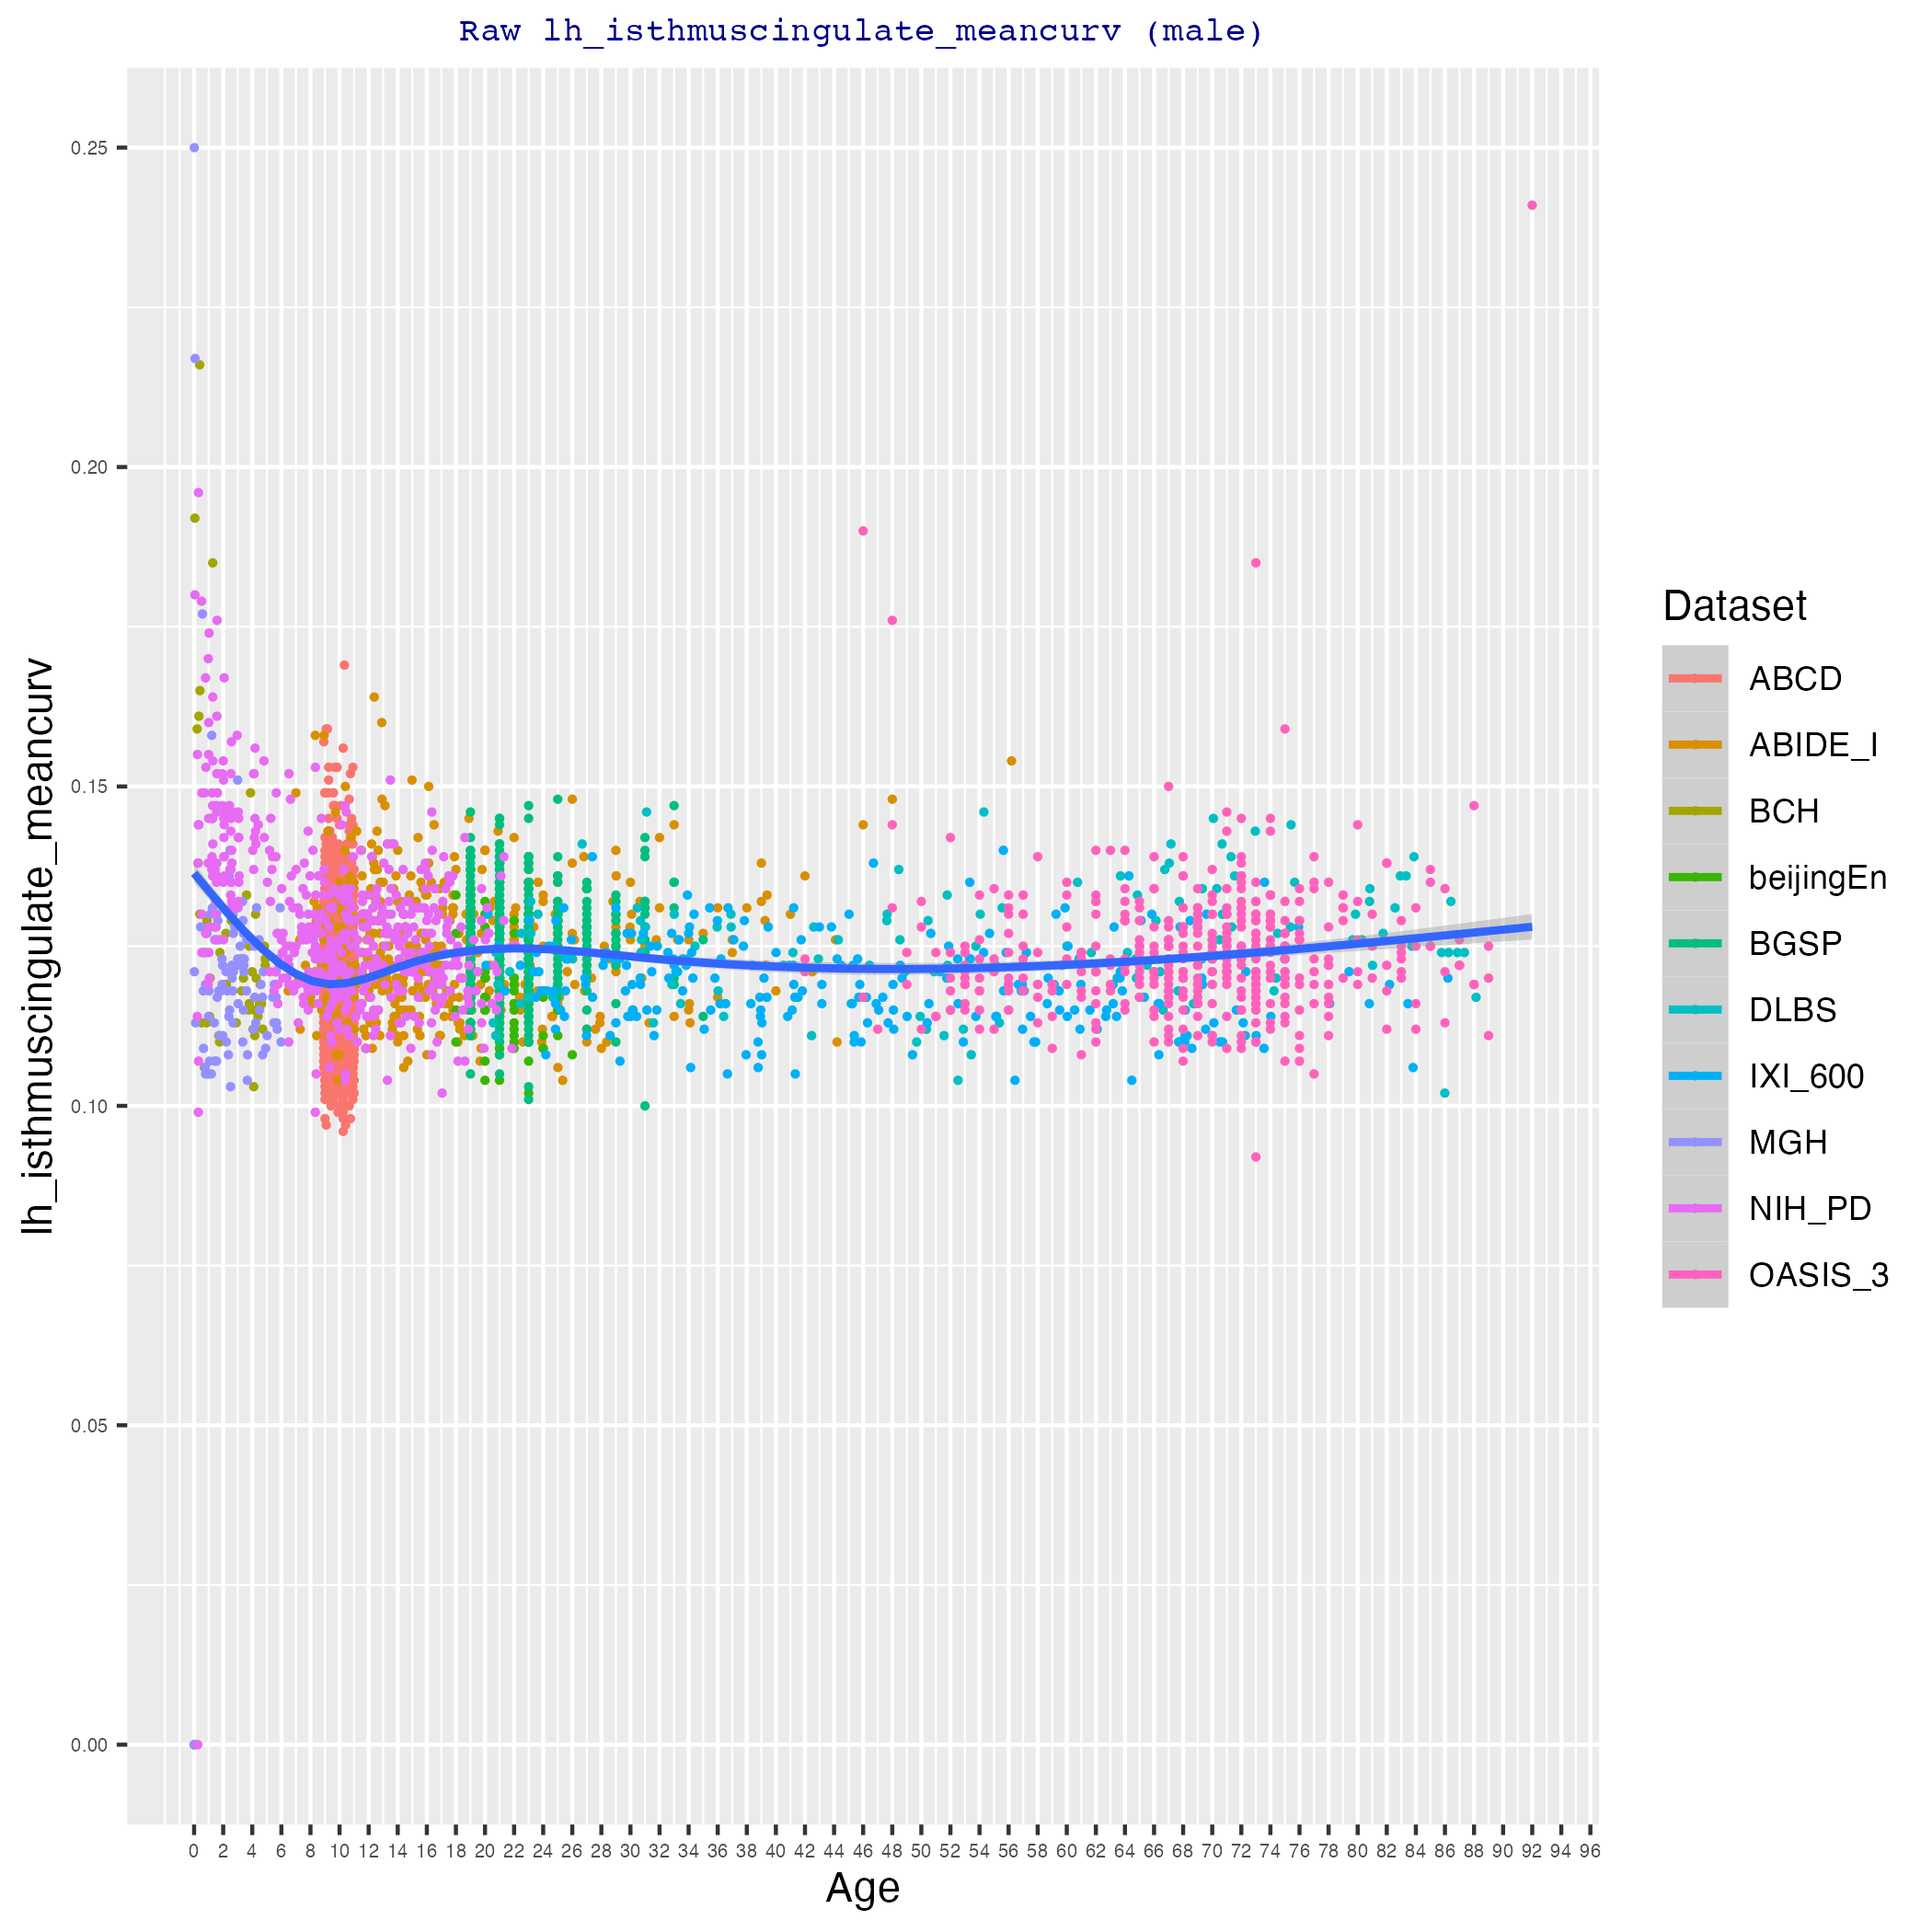 Raw lh_isthmuscingulate_meancurv (male)
lh_isthmuscingulate_meancurv
0.25
0.20
0.15
0.10
0.05
0.00
0 2 4 6 8 10 12 14 16 18 20 22 24 26 28 30 32 34 36 38 40 42 44 46 48 50 52 54 56 58 60 62 64 66 68 70 72 74 76 78 80 82 84 86 88 90 92 94 96
Age
Dataset
ABCD
ABIDE_I
BCH
beijingEn
BGSP
DLBS
IXI_600
MGH
NIH_PD
OASIS_3